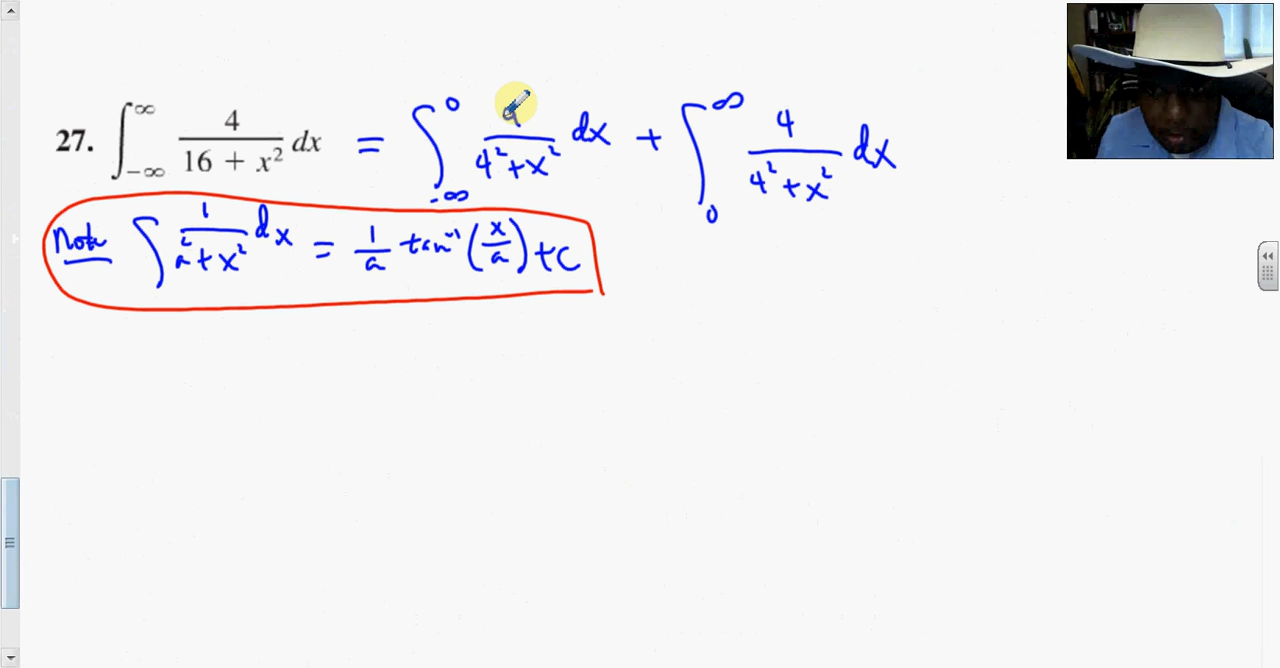 27. ∫_{-∞}^{∞} 4/(16 + x²) dx = ∫_{-∞}^{0} 4/(4²+x²) dx + ∫_{0}^{∞} 4/(4²+x²) dx
Note ∫ 1/(a²+x²) dx = 1/a tan⁻¹(x/a) + C